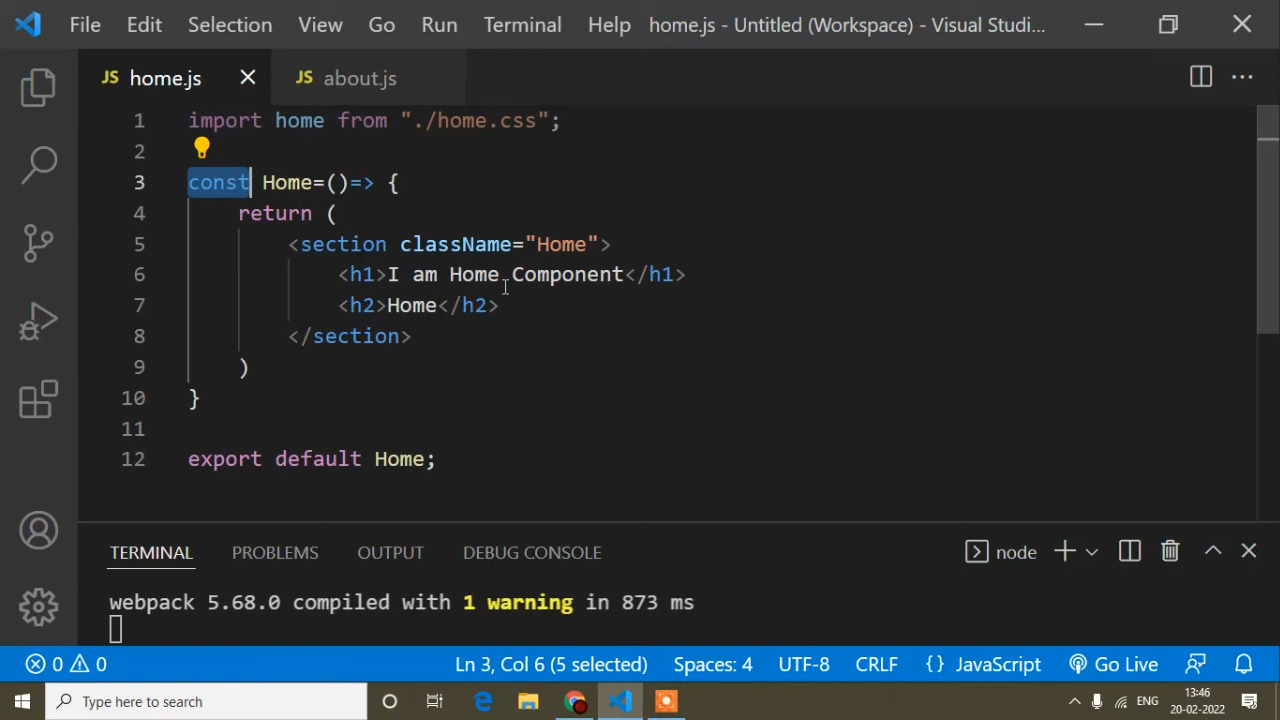 File Edit Selection View Go Run Terminal Help home.js - Untitled (Workspace) - Visual Studi...
JS home.js JS about.js
1 import home from "./home.css";
2
3 const Home=()=> {
4 return (
5 <section className="Home">
6 <h1>I am Home Component</h1>
7 <h2>Home</h2>
8 </section>
9 )
10 }
11
12 export default Home;
TERMINAL PROBLEMS OUTPUT DEBUG CONSOLE node
webpack 5.68.0 compiled with 1 warning in 873 ms
0 0 Ln 3, Col 6 (5 selected) Spaces: 4 UTF-8 CRLF {} JavaScript Go Live
Type here to search ENG 13:46
20-02-2022